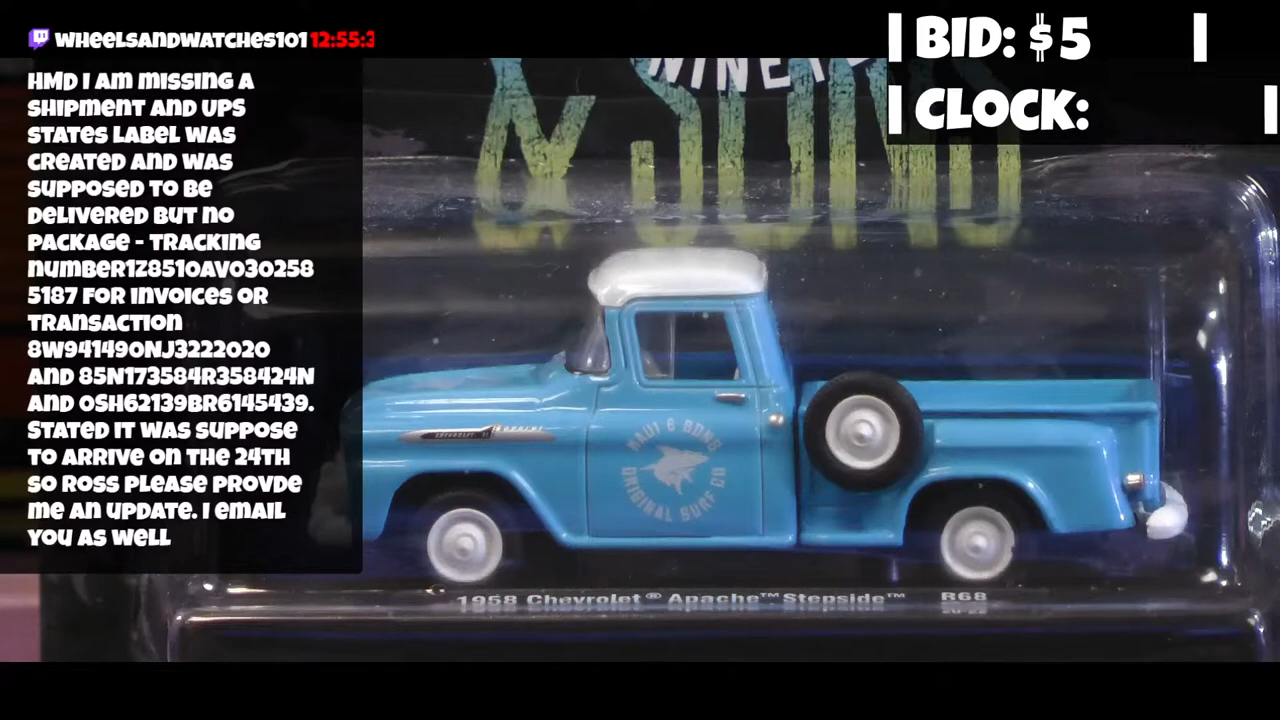 wheelsandwatches101 12:55:3
HMD I AM MISSING A
SHIPMENT AND UPS
STATES LABEL WAS
CREATED AND WAS
SUPPOSED TO BE
DELIVERED BUT NO
PACKAGE - TRACKING
NUMBER1Z8510AV030258
5187 FOR INVOICES OR
TRANSACTION
8W941490NJ3222020
AND 85N173584R358424N
AND 0SH62139BR6145439.
STATED IT WAS SUPPOSE
TO ARRIVE ON THE 24TH
SO ROSS PLEASE PROVDE
ME AN UPDATE. I EMAIL
YOU AS WELL
| BID: $5 |
| CLOCK: |
& SONS
MAUI & SONS
ORIGINAL SURF CO
CHEVROLET
1958 Chevrolet® Apache™ Stepside™ R68